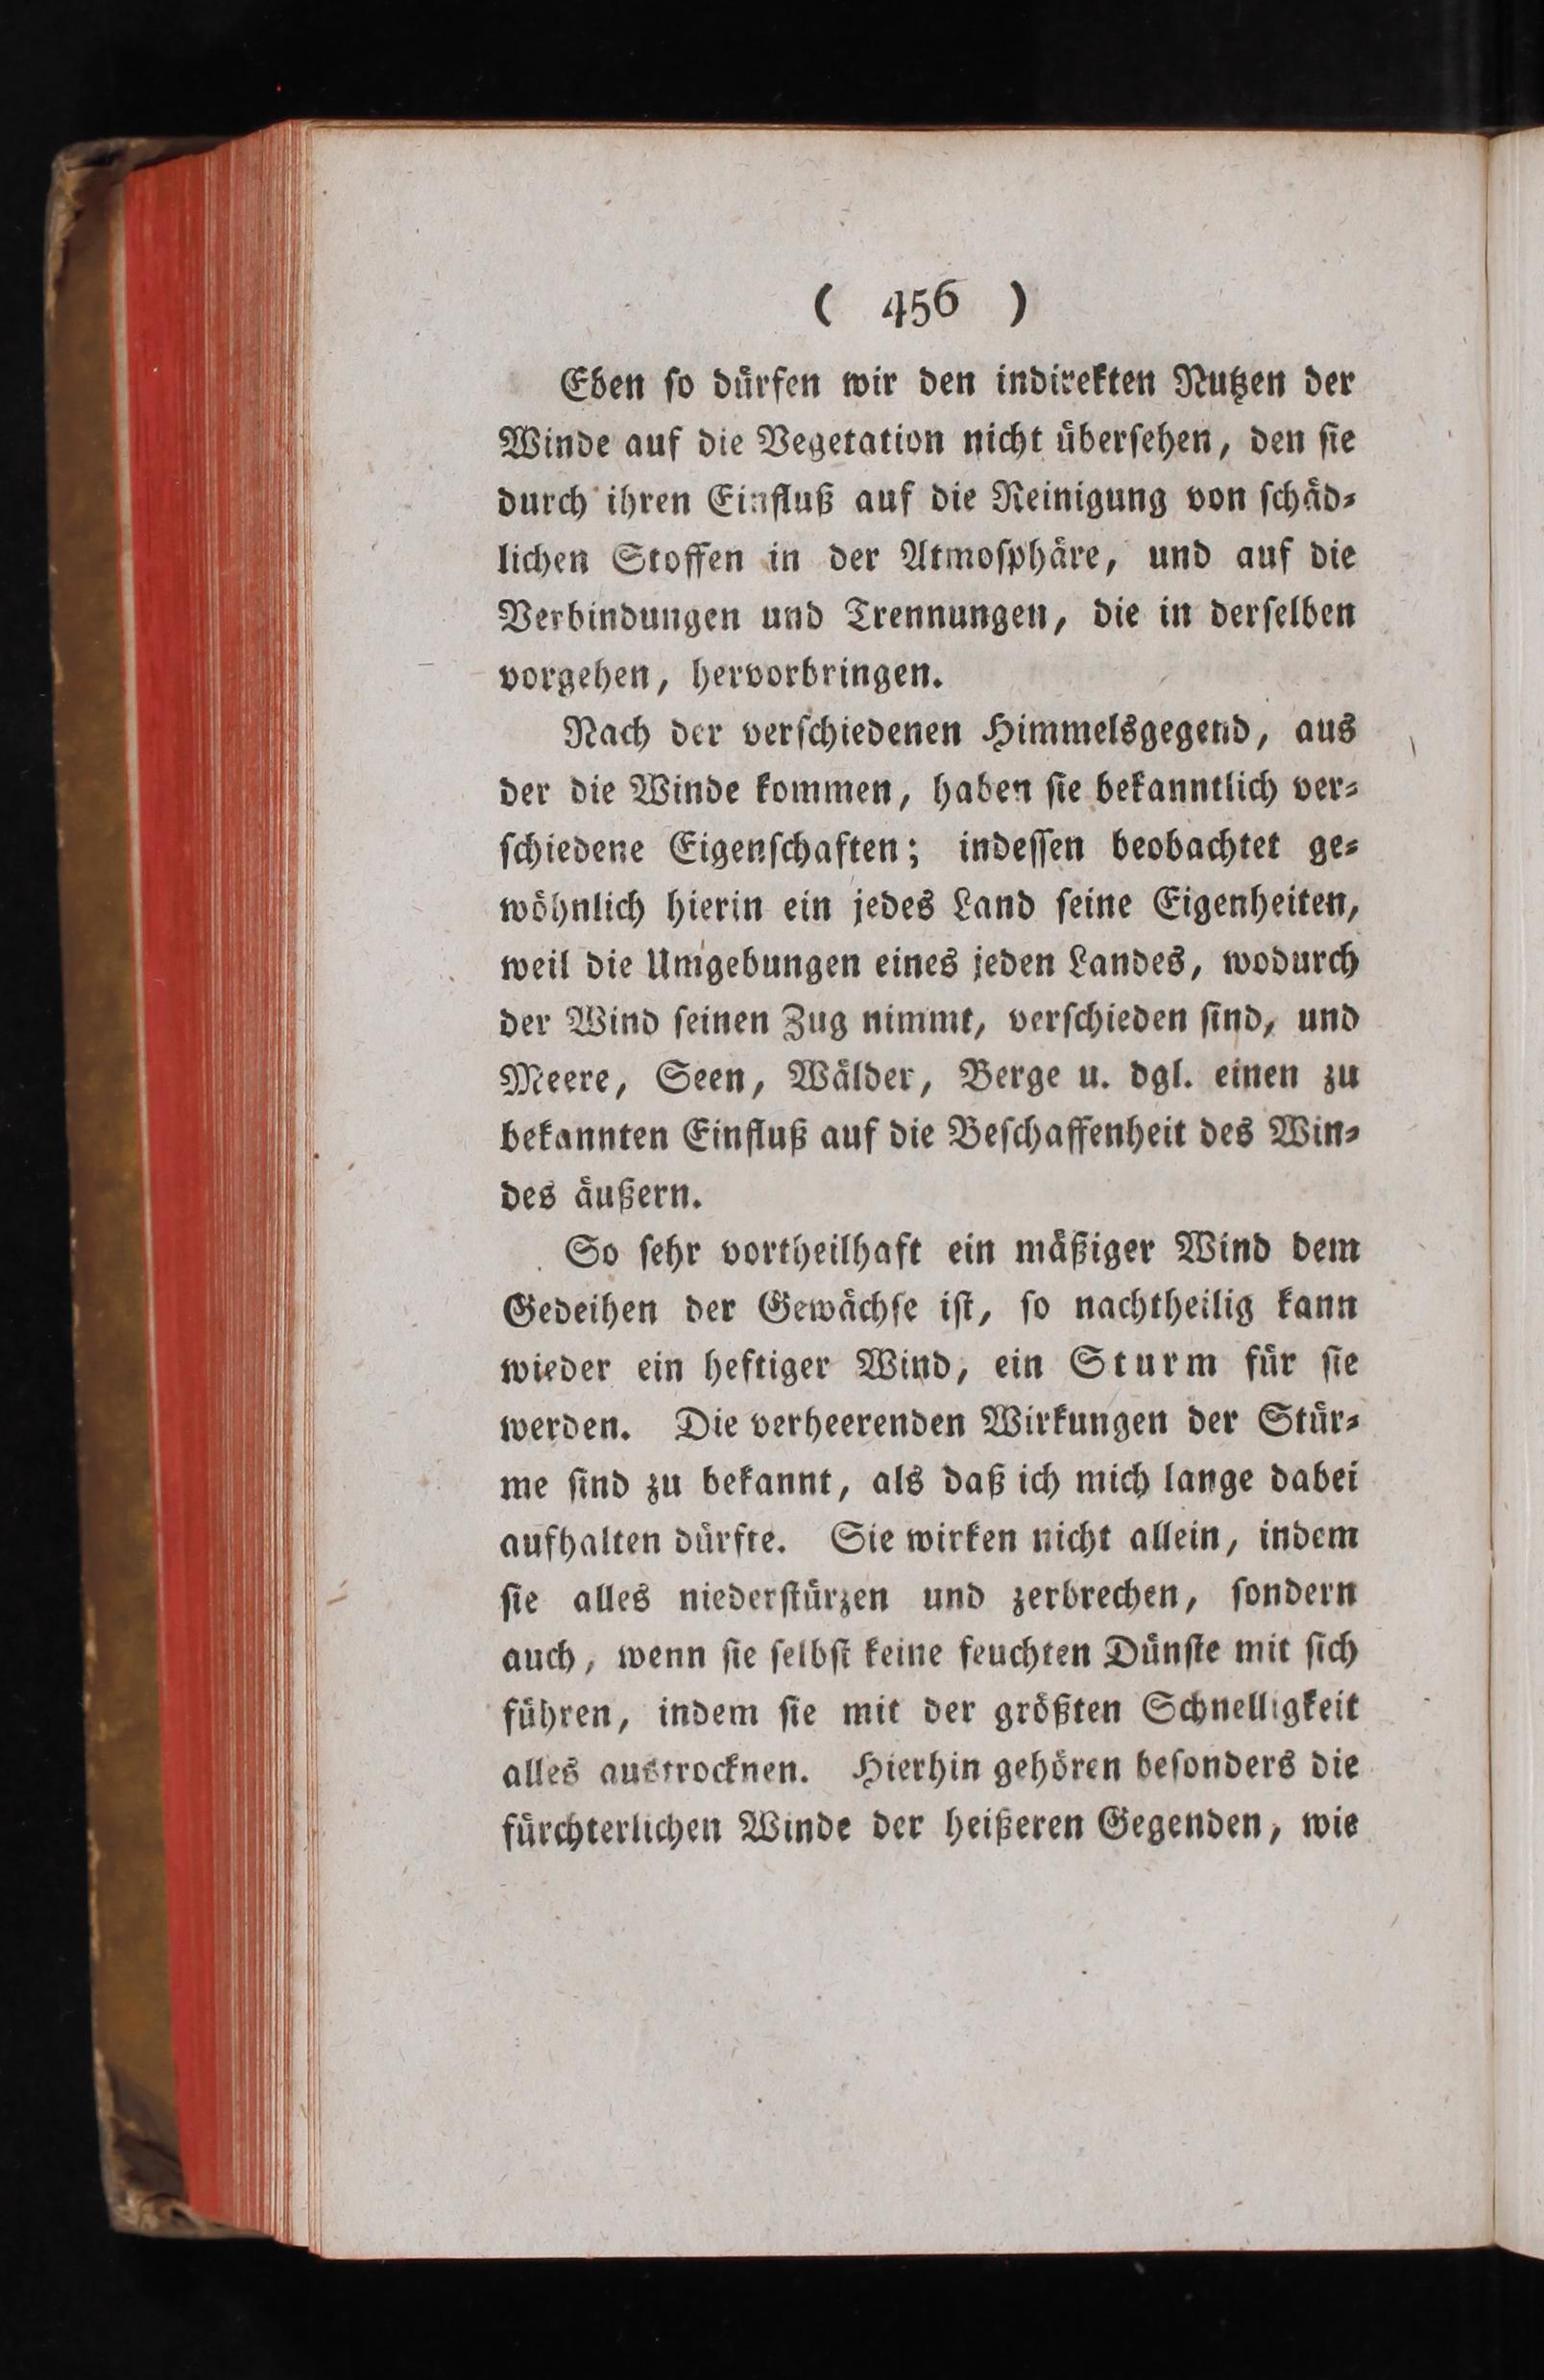 ( 456 )
Eben ſo dürfen wir den indirekten Nutzen der
Winde auf die Vegetation nicht überſehen, den ſie
durch ihren Einfluß auf die Reinigung von ſchäd⸗
lichen Stoffen in der Atmoſphäre, und auf die
Verbindungen und Trennungen, die in derſelben
vorgehen, hervorbringen.
Nach der verſchiedenen Himmelsgegend, aus
der die Winde kommen, haben ſie bekanntlich ver⸗
ſchiedene Eigenſchaften; indeſſen beobachtet ge⸗
wöhnlich hierin ein jedes Land ſeine Eigenheiten,
weil die Umgebungen eines jeden Landes, wodurch
der Wind ſeinen Zug nimmt, verſchieden ſind, und
Meere, Seen, Wälder, Berge u. dgl. einen zu
bekannten Einfluß auf die Beſchaffenheit des Win⸗
des äußern.
So ſehr vortheilhaft ein mäßiger Wind dem
Gedeihen der Gewächſe iſt, ſo nachtheilig kann
wieder ein heftiger Wind, ein Sturm für ſie
werden. Die verheerenden Wirkungen der Stür⸗
me ſind zu bekannt, als daß ich mich lange dabei
aufhalten dürfte. Sie wirken nicht allein, indem
ſie alles niederſtürzen und zerbrechen, ſondern
auch, wenn ſie ſelbſt keine feuchten Dünſte mit ſich
führen, indem ſie mit der größten Schnelligkeit
alles austrocknen. Hierhin gehören beſonders die
fürchterlichen Winde der heißeren Gegenden, wie